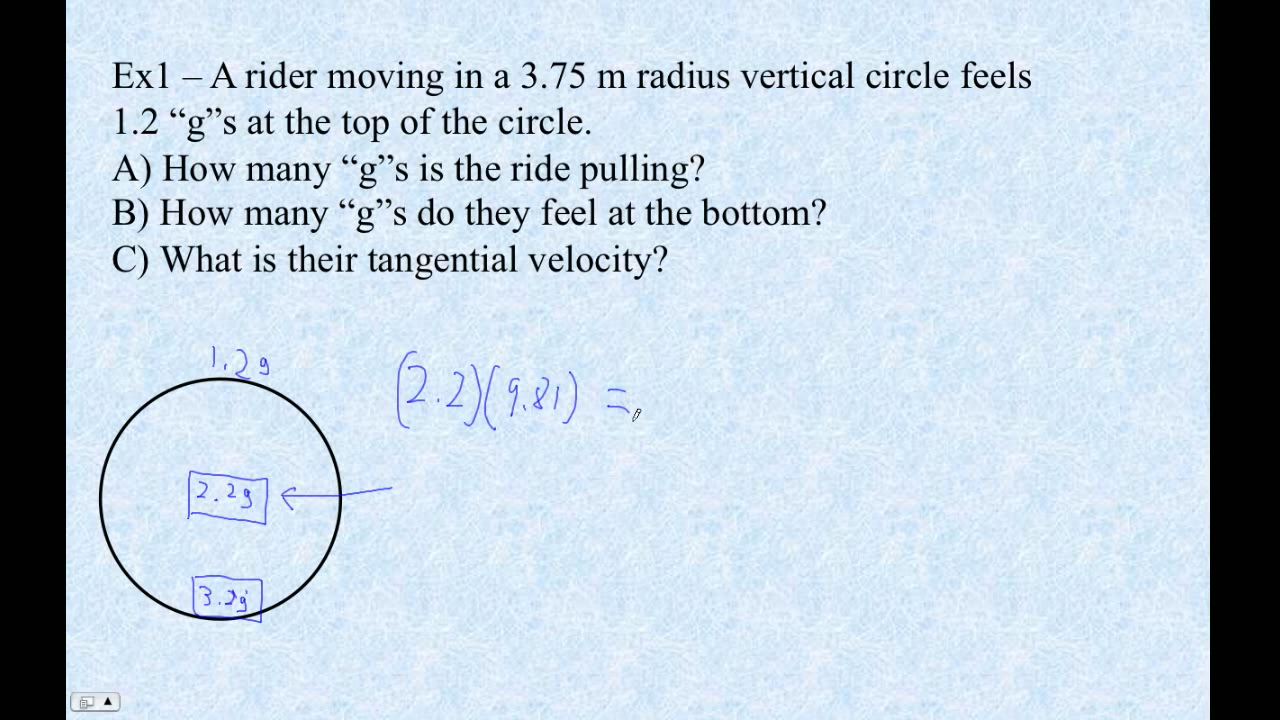 Ex1 – A rider moving in a 3.75 m radius vertical circle feels
1.2 “g”s at the top of the circle.
A) How many “g”s is the ride pulling?
B) How many “g”s do they feel at the bottom?
C) What is their tangential velocity?
1.2g
(2.2)(9.81) =
2.2g
3.2g